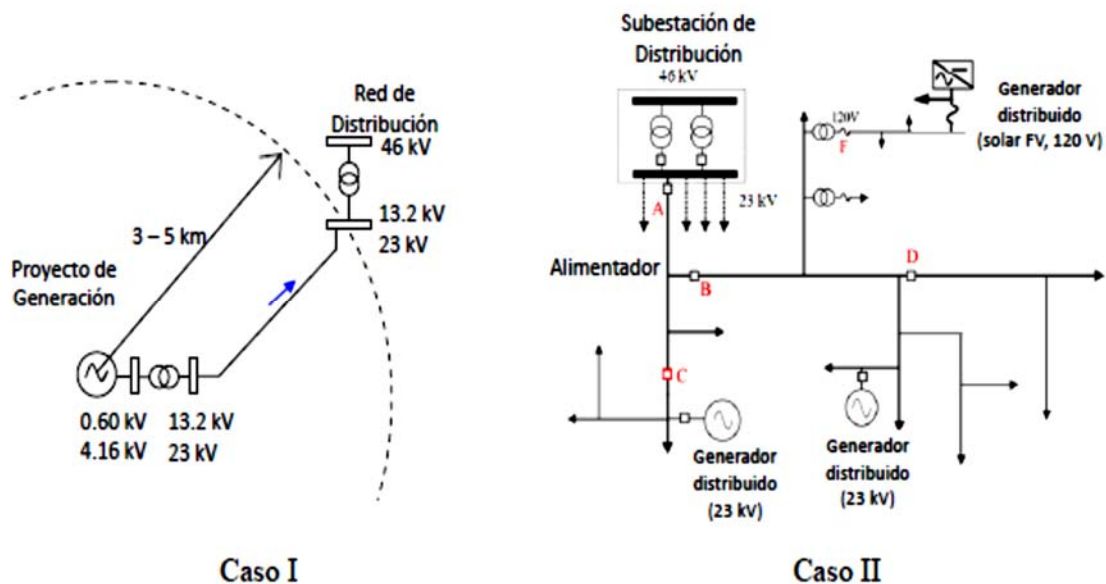 Red de
Distribución
46 kV
13.2 kV
23 kV
3 – 5 km
Proyecto de
Generación
0.60 kV
13.2 kV
4.16 kV
23 kV
Caso I
Subestación de
Distribución
46 kV
120V
F
Generador
distribuido
(solar FV, 120 V)
23 kV
A
Alimentador
B
D
C
Generador
distribuido
(23 kV)
Generador
distribuido
(23 kV)
Caso II